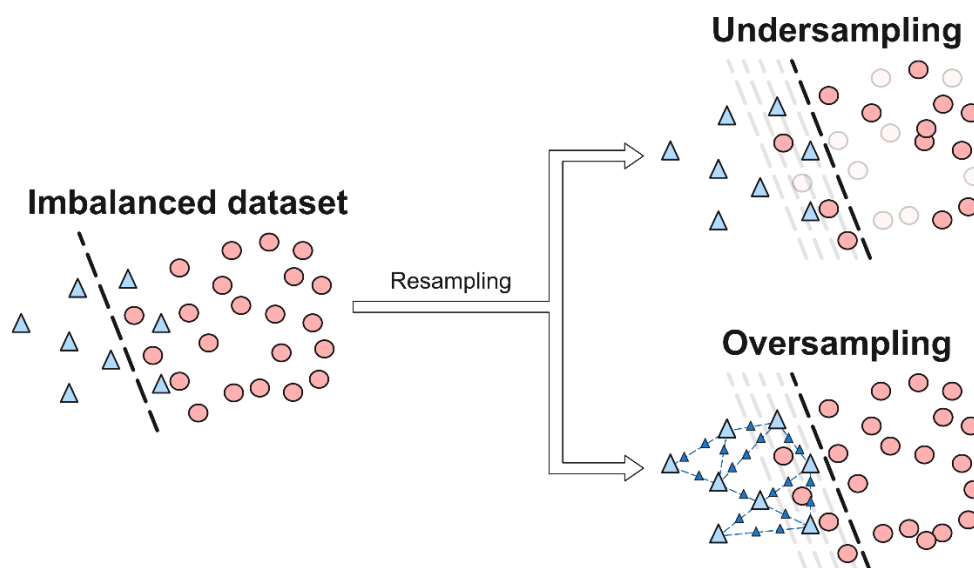 Undersampling
Imbalanced dataset
Resampling
Oversampling